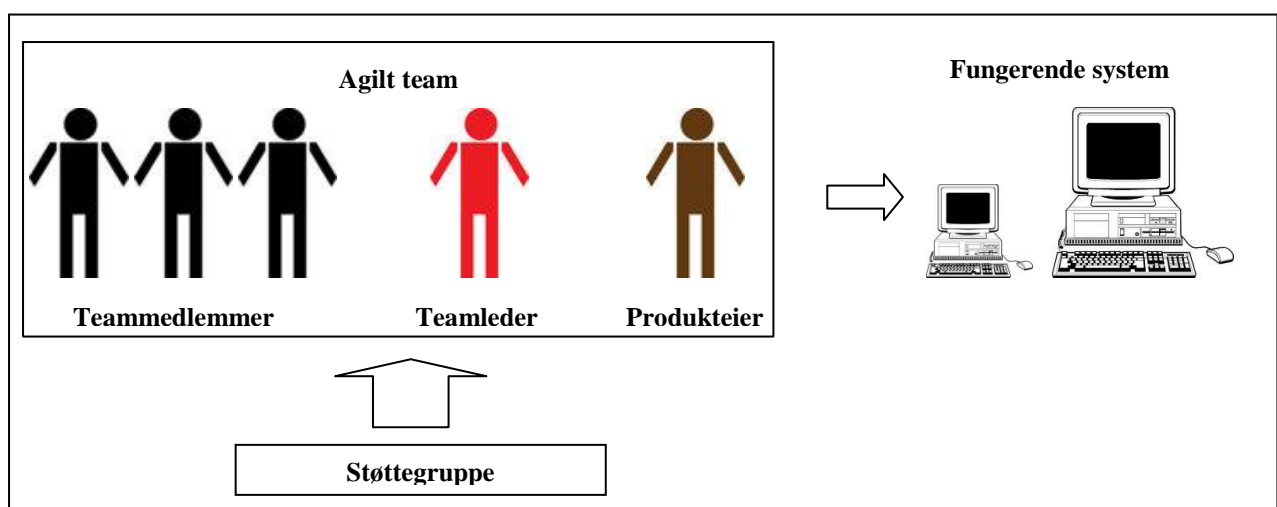 Agilt team
Fungerende system
Teammedlemmer
Teamleder
Produkteier
Støttegruppe